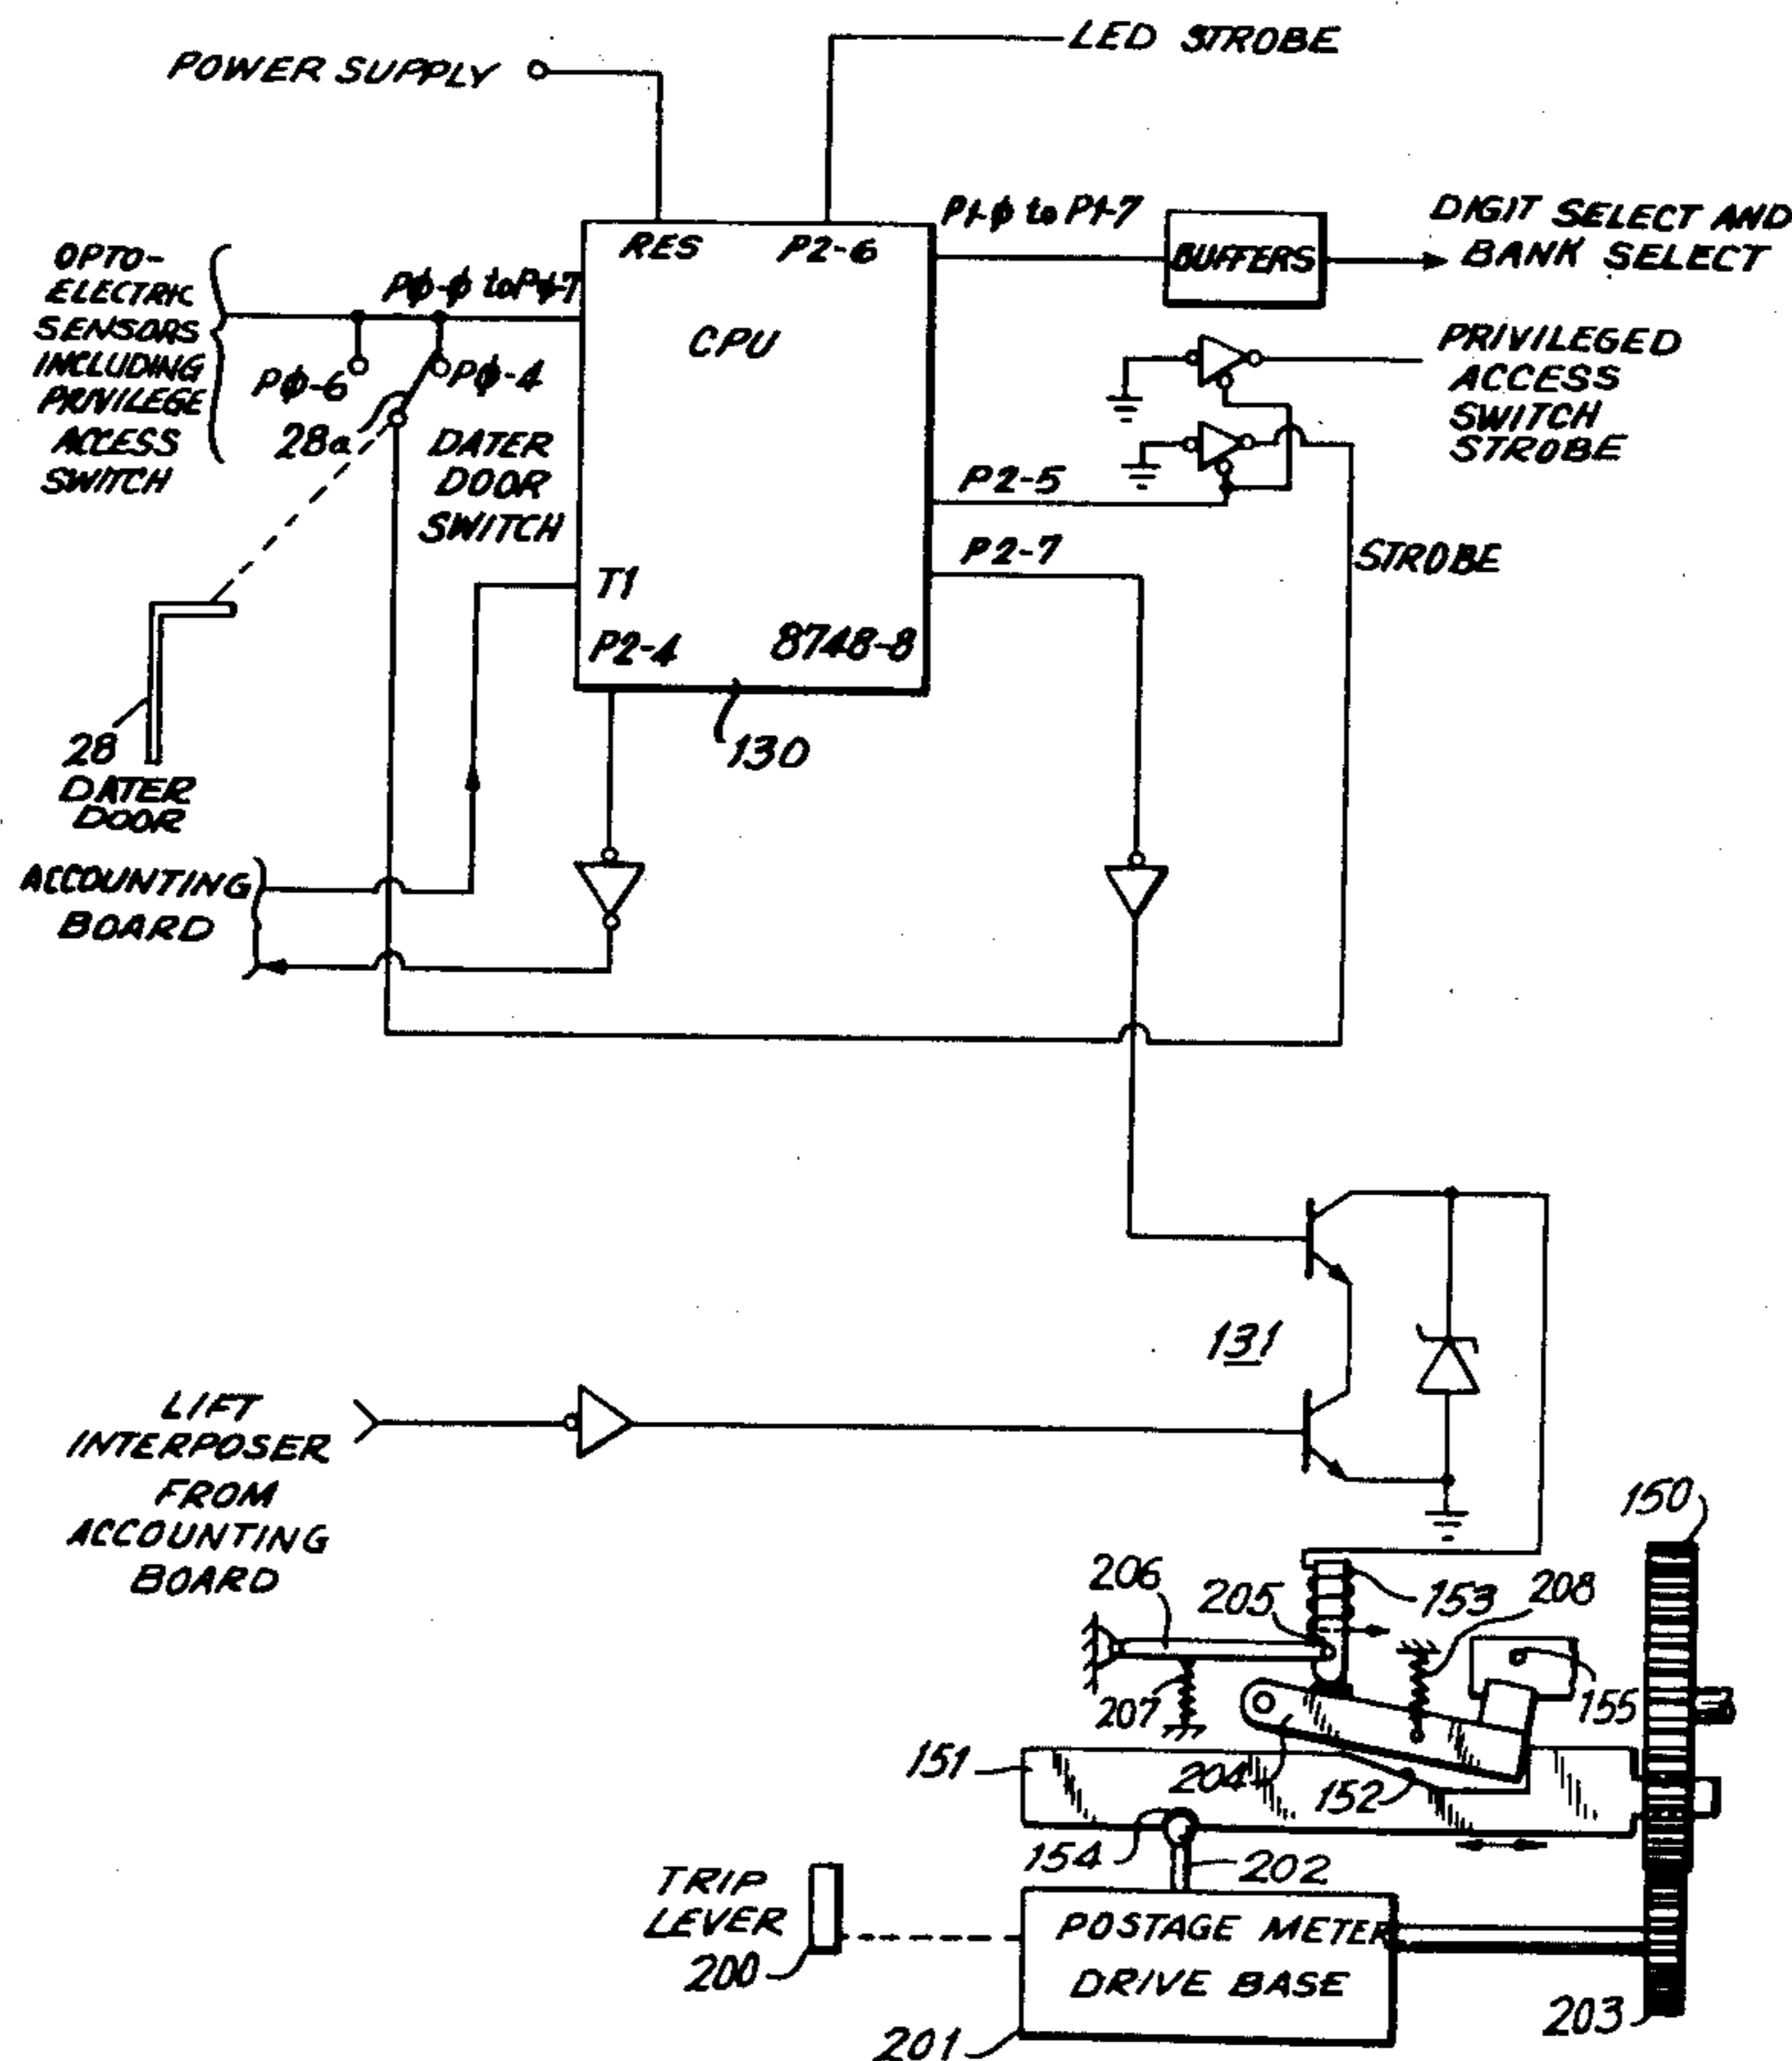 LED STROBE
POWER SUPPLY
P1-ϕ to P1-7
DIGIT SELECT AND
BANK SELECT
RES
P2-6
BUFFERS
OPTO-
ELECTRIC
SENSORS
INCLUDING
PRIVILEGE
ACCESS
SWITCH
Pϕ-ϕ to Pϕ-7
CPU
PRIVILEGED
ACCESS
SWITCH
STROBE
Pϕ-6
Pϕ-4
28a
DATER
DOOR
SWITCH
P2-5
P2-7
STROBE
T1
P2-4
8748-8
130
28
DATER
DOOR
ACCOUNTING
BOARD
131
LIFT
INTERPOSER
FROM
ACCOUNTING
BOARD
150
206
205
153
208
207
155
151
204
152
154
202
TRIP
LEVER
200
POSTAGE METER
DRIVE BASE
203
201